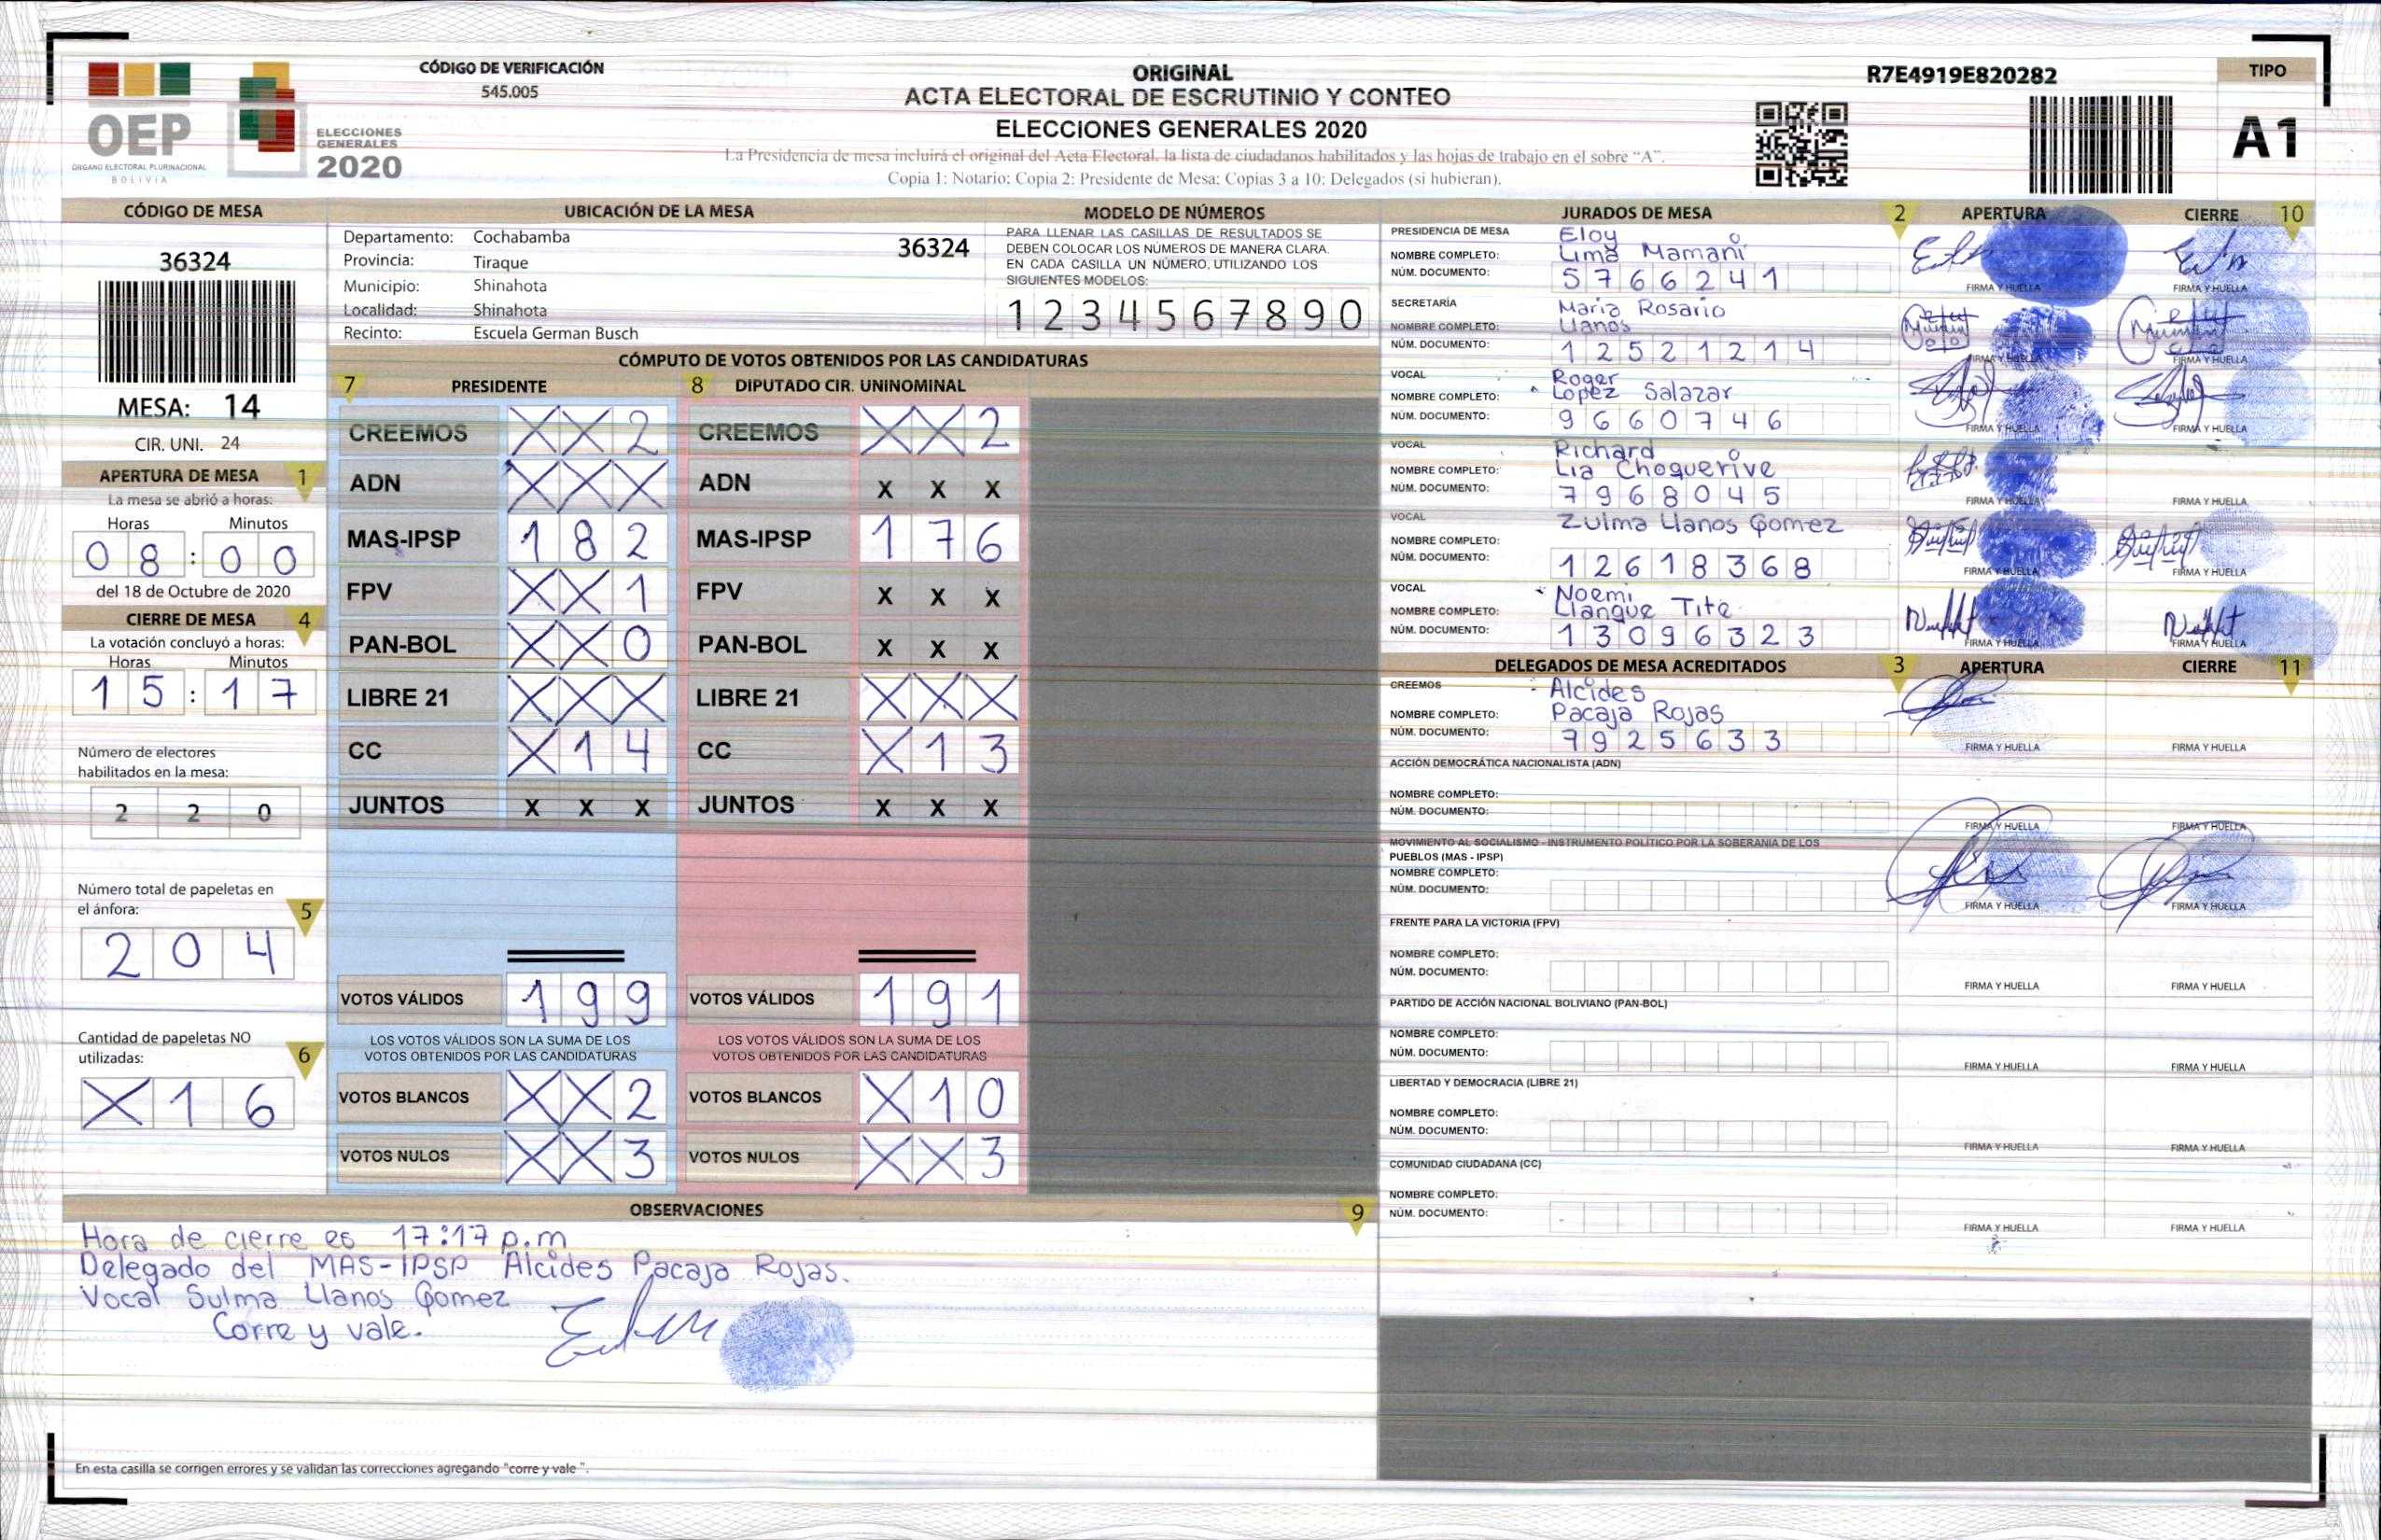 OEP
ÓRGANO ELECTORAL PLURINACIONAL
BOLIVIA
ELECCIONES
GENERALES
2020
CÓDIGO DE VERIFICACIÓN
545.005
ORIGINAL
ACTA ELECTORAL DE ESCRUTINIO Y CONTEO
ELECCIONES GENERALES 2020
La Presidencia de mesa incluirá el original del Acta Electoral, la lista de ciudadanos habilitados y las hojas de trabajo en el sobre "A".
Copia 1: Notario; Copia 2: Presidente de Mesa; Copias 3 a 10: Delegados (si hubieran).
R7E4919E820282
TIPO
A1
CÓDIGO DE MESA
36324
MESA: 14
CIR. UNI. 24
APERTURA DE MESA 1
La mesa se abrió a horas:
Horas Minutos
08:00
del 18 de Octubre de 2020
CIERRE DE MESA 4
La votación concluyó a horas:
Horas Minutos
15:17
Número de electores
habilitados en la mesa:
2 2 0
Número total de papeletas en
el ánfora: 5
2 0 4
Cantidad de papeletas NO
utilizadas: 6
X 1 6
UBICACIÓN DE LA MESA
Departamento: Cochabamba 36324
Provincia: Tiraque
Municipio: Shinahota
Localidad: Shinahota
Recinto: Escuela German Busch
MODELO DE NÚMEROS
PARA LLENAR LAS CASILLAS DE RESULTADOS SE
DEBEN COLOCAR LOS NÚMEROS DE MANERA CLARA.
EN CADA CASILLA UN NÚMERO, UTILIZANDO LOS
SIGUIENTES MODELOS:
1 2 3 4 5 6 7 8 9 0
CÓMPUTO DE VOTOS OBTENIDOS POR LAS CANDIDATURAS
7 PRESIDENTE 8 DIPUTADO CIR. UNINOMINAL
CREEMOS X X 2 CREEMOS X X 2
ADN X X X ADN X X X
MAS-IPSP 1 8 2 MAS-IPSP 1 7 6
FPV X X 1 FPV X X X
PAN-BOL X X 0 PAN-BOL X X X
LIBRE 21 X X X LIBRE 21 X X X
CC X 1 4 CC X 1 3
JUNTOS X X X JUNTOS X X X
VOTOS VÁLIDOS 1 9 9 VOTOS VÁLIDOS 1 9 1
LOS VOTOS VÁLIDOS SON LA SUMA DE LOS LOS VOTOS VÁLIDOS SON LA SUMA DE LOS
VOTOS OBTENIDOS POR LAS CANDIDATURAS VOTOS OBTENIDOS POR LAS CANDIDATURAS
VOTOS BLANCOS X X 2 VOTOS BLANCOS X 1 0
VOTOS NULOS X X 3 VOTOS NULOS X X 3
OBSERVACIONES 9
Hora de cierre es 17:17 p.m
Delegado del MAS-IPSP Alcides Pacaja Rojas.
Vocal Sulma Llanos Gomez
Corre y vale.
En esta casilla se corrigen errores y se validan las correcciones agregando "corre y vale ".
JURADOS DE MESA 2 APERTURA CIERRE 10
PRESIDENCIA DE MESA Eloy
NOMBRE COMPLETO: Lima Mamani
NÚM. DOCUMENTO: 5766241
FIRMA Y HUELLA FIRMA Y HUELLA
SECRETARÍA Maria Rosario
NOMBRE COMPLETO: Llanos
NÚM. DOCUMENTO: 12521214
FIRMA Y HUELLA FIRMA Y HUELLA
VOCAL Roger
NOMBRE COMPLETO: Lopez Salazar
NÚM. DOCUMENTO: 9660746
FIRMA Y HUELLA FIRMA Y HUELLA
VOCAL Richard
NOMBRE COMPLETO: Lia Choquerive
NÚM. DOCUMENTO: 7968045
FIRMA Y HUELLA FIRMA Y HUELLA
VOCAL Zulma Llanos Gomez
NOMBRE COMPLETO:
NÚM. DOCUMENTO: 12618368
FIRMA Y HUELLA FIRMA Y HUELLA
VOCAL Noemi
NOMBRE COMPLETO: Llanque Tite
NÚM. DOCUMENTO: 13096323
FIRMA Y HUELLA FIRMA Y HUELLA
DELEGADOS DE MESA ACREDITADOS 3 APERTURA CIERRE 11
CREEMOS Alcides
NOMBRE COMPLETO: Pacaja Rojas
NÚM. DOCUMENTO: 7925633
FIRMA Y HUELLA FIRMA Y HUELLA
ACCIÓN DEMOCRÁTICA NACIONALISTA (ADN)
NOMBRE COMPLETO:
NÚM. DOCUMENTO:
FIRMA Y HUELLA FIRMA Y HUELLA
MOVIMIENTO AL SOCIALISMO - INSTRUMENTO POLÍTICO POR LA SOBERANIA DE LOS
PUEBLOS (MAS - IPSP)
NOMBRE COMPLETO:
NÚM. DOCUMENTO:
FIRMA Y HUELLA FIRMA Y HUELLA
FRENTE PARA LA VICTORIA (FPV)
NOMBRE COMPLETO:
NÚM. DOCUMENTO:
FIRMA Y HUELLA FIRMA Y HUELLA
PARTIDO DE ACCIÓN NACIONAL BOLIVIANO (PAN-BOL)
NOMBRE COMPLETO:
NÚM. DOCUMENTO:
FIRMA Y HUELLA FIRMA Y HUELLA
LIBERTAD Y DEMOCRACIA (LIBRE 21)
NOMBRE COMPLETO:
NÚM. DOCUMENTO:
FIRMA Y HUELLA FIRMA Y HUELLA
COMUNIDAD CIUDADANA (CC)
NOMBRE COMPLETO:
NÚM. DOCUMENTO:
FIRMA Y HUELLA FIRMA Y HUELLA